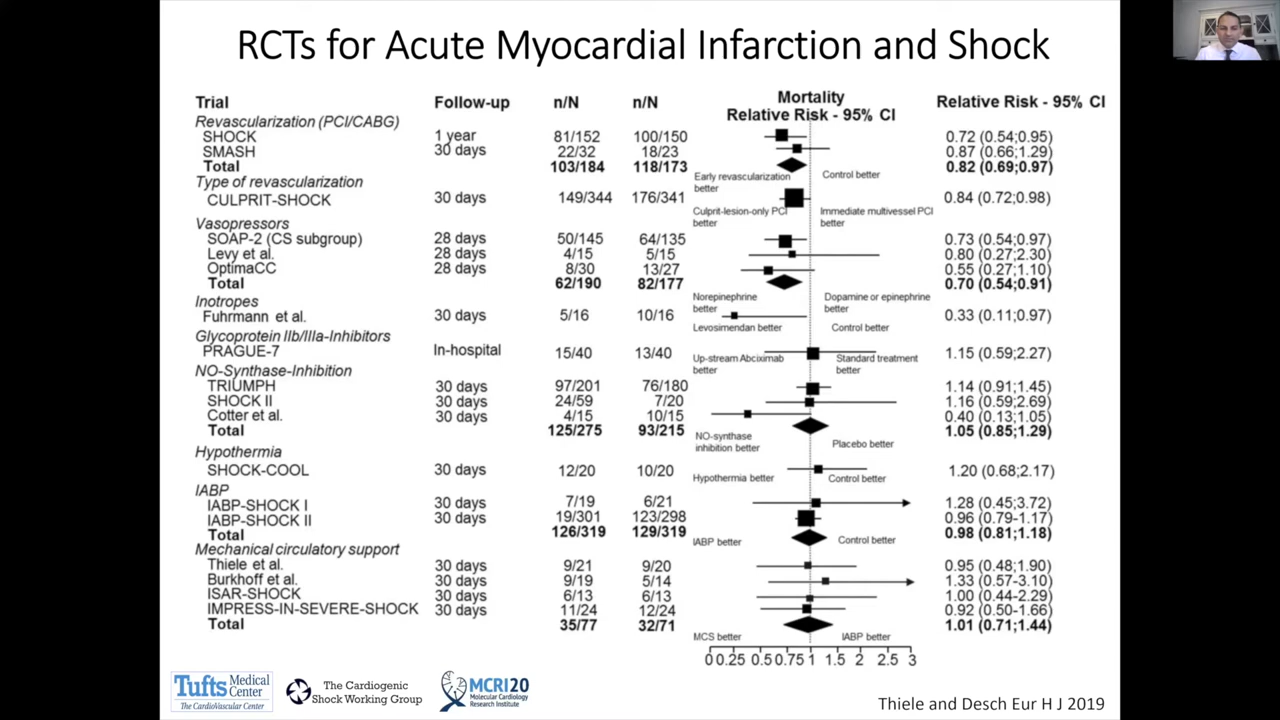 RCTs for Acute Myocardial Infarction and Shock
Trial Follow-up n/N n/N Mortality Relative Risk - 95% CI Relative Risk - 95% CI
Revascularization (PCI/CABG)
SHOCK 1 year 81/152 100/150 0.72 (0.54;0.95)
SMASH 30 days 22/32 18/23 0.87 (0.66;1.29)
Total 103/184 118/173 0.82 (0.69;0.97)
Early revascularization better Control better
Type of revascularization
CULPRIT-SHOCK 30 days 149/344 176/341 0.84 (0.72;0.98)
Culprit-lesion-only PCI better Immediate multivessel PCI better
Vasopressors
SOAP-2 (CS subgroup) 28 days 50/145 64/135 0.73 (0.54;0.97)
Levy et al. 28 days 4/15 5/15 0.80 (0.27;2.30)
OptimaCC 28 days 8/30 13/27 0.55 (0.27;1.10)
Total 62/190 82/177 0.70 (0.54;0.91)
Norepinephrine better Dopamine or epinephrine better
Inotropes
Fuhrmann et al. 30 days 5/16 10/16 0.33 (0.11;0.97)
Levosimendan better Control better
Glycoprotein IIb/IIIa-Inhibitors
PRAGUE-7 In-hospital 15/40 13/40 1.15 (0.59;2.27)
Up-stream Abciximab better Standard treatment better
NO-Synthase-Inhibition
TRIUMPH 30 days 97/201 76/180 1.14 (0.91;1.45)
SHOCK II 30 days 24/59 7/20 1.16 (0.59;2.69)
Cotter et al. 30 days 4/15 10/15 0.40 (0.13;1.05)
Total 125/275 93/215 1.05 (0.85;1.29)
NO-synthase inhibition better Placebo better
Hypothermia
SHOCK-COOL 30 days 12/20 10/20 1.20 (0.68;2.17)
Hypothermia better Control better
IABP
IABP-SHOCK I 30 days 7/19 6/21 1.28 (0.45;3.72)
IABP-SHOCK II 30 days 19/301 123/298 0.96 (0.79-1.17)
Total 126/319 129/319 0.98 (0.81;1.18)
IABP better Control better
Mechanical circulatory support
Thiele et al. 30 days 9/21 9/20 0.95 (0.48;1.90)
Burkhoff et al. 30 days 9/19 5/14 1.33 (0.57-3.10)
ISAR-SHOCK 30 days 6/13 6/13 1.00 (0.44-2.29)
IMPRESS-IN-SEVERE-SHOCK 30 days 11/24 12/24 0.92 (0.50-1.66)
Total 35/77 32/71 1.01 (0.71;1.44)
MCS better IABP better
0 0.25 0.5 0.75 1 1.5 2 2.5 3
Tufts Medical Center
The CardioVascular Center
The Cardiogenic Shock Working Group
MCRI20
Molecular Cardiology Research Institute
Thiele and Desch Eur H J 2019